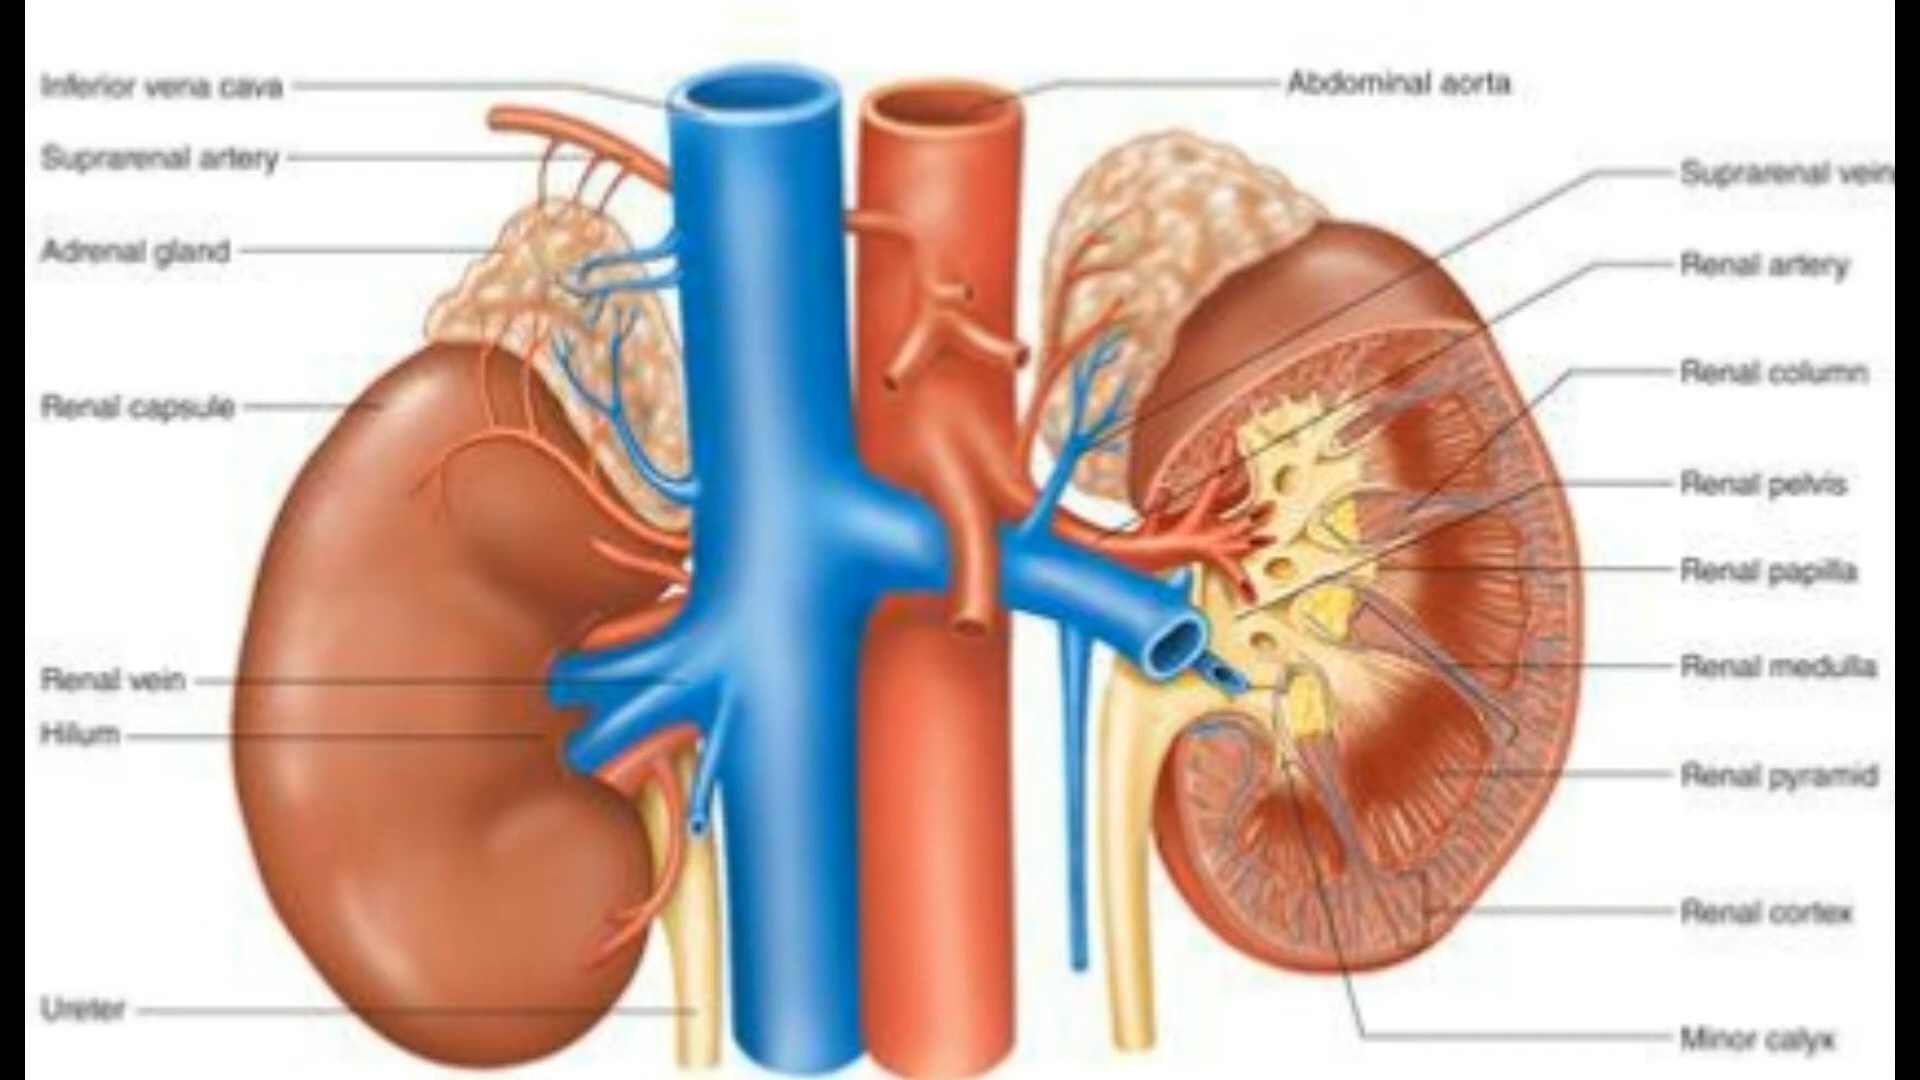 Inferior vena cava
Suprarenal artery
Adrenal gland
Renal capsule
Renal vein
Hilum
Ureter
Abdominal aorta
Suprarenal vein
Renal artery
Renal column
Renal pelvis
Renal papilla
Renal medulla
Renal pyramid
Renal cortex
Minor calyx